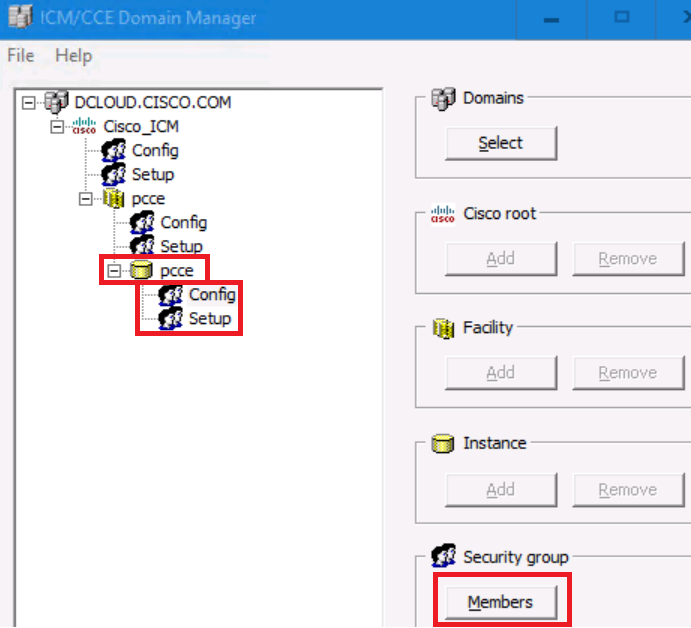 ICM/CCE Domain Manager
File Help
DCLOUD.CISCO.COM
Cisco_ICM
Config
Setup
pcce
Config
Setup
pcce
Config
Setup
Domains
Select
Cisco root
Add Remove
Facility
Add Remove
Instance
Add Remove
Security group
Members